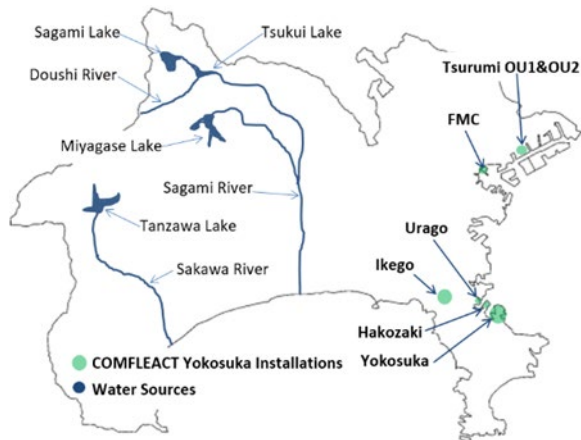 Sagami Lake
Tsukui Lake
Doushi River
Tsurumi OU1&OU2
FMC
Miyagase Lake
Sagami River
Tanzawa Lake
Urago
Ikego
Sakawa River
Hakozaki
Yokosuka
COMFLEACT Yokosuka Installations
Water Sources